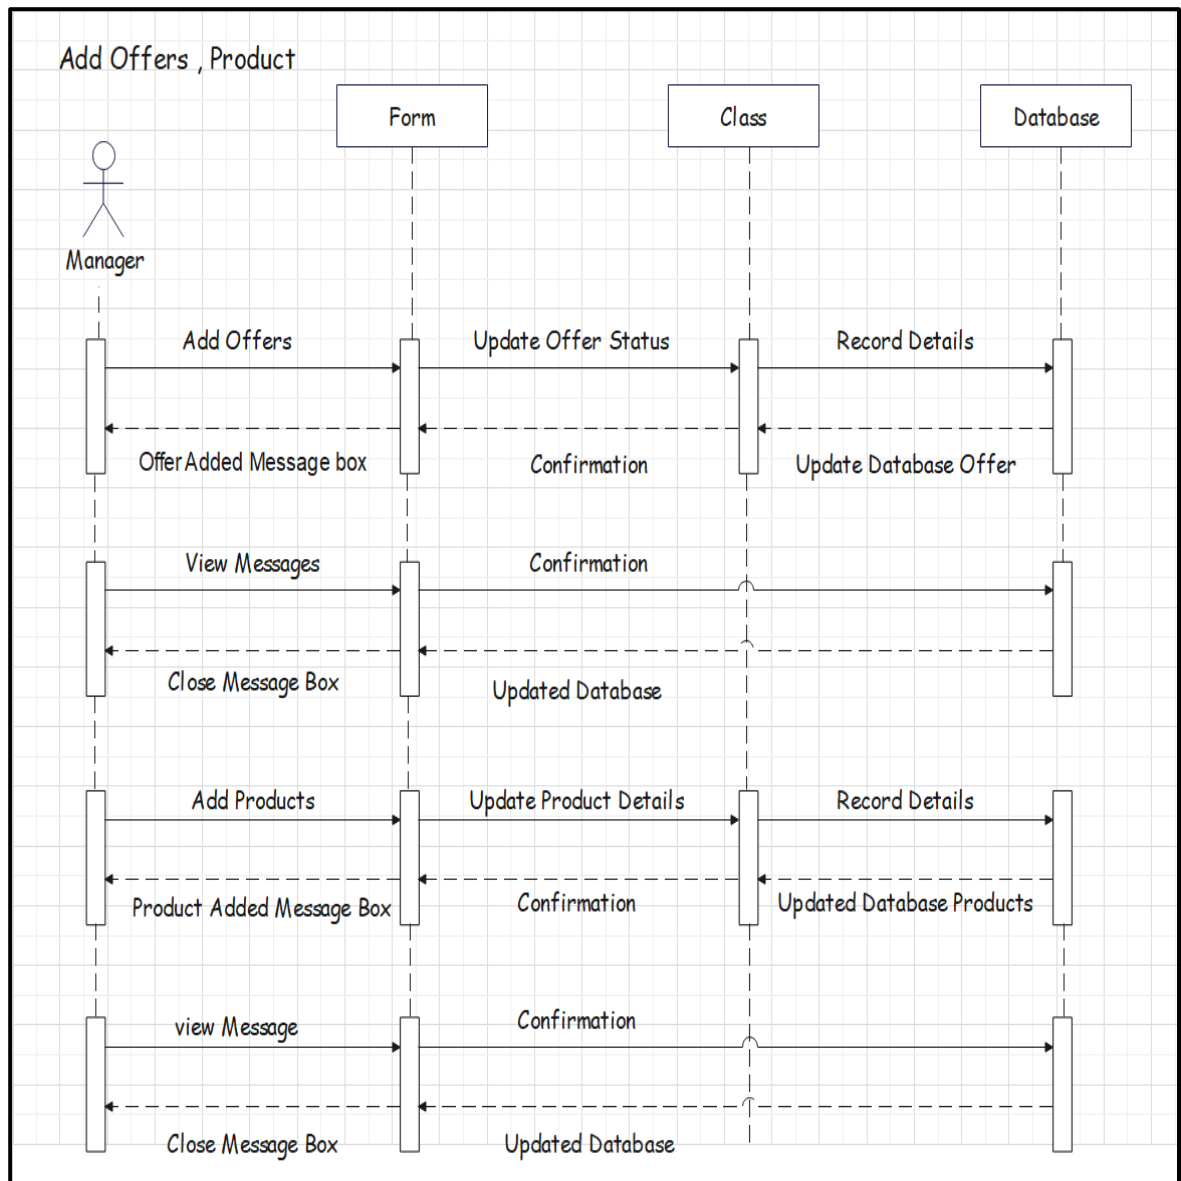 Add Offers , Product
Form
Class
Database
Manager
Add Offers
Update Offer Status
Record Details
OfferAdded Message box
Confirmation
Update Database Offer
View Messages
Confirmation
Close Message Box
Updated Database
Add Products
Update Product Details
Record Details
Product Added Message Box
Confirmation
Updated Database Products
view Message
Confirmation
Close Message Box
Updated Database